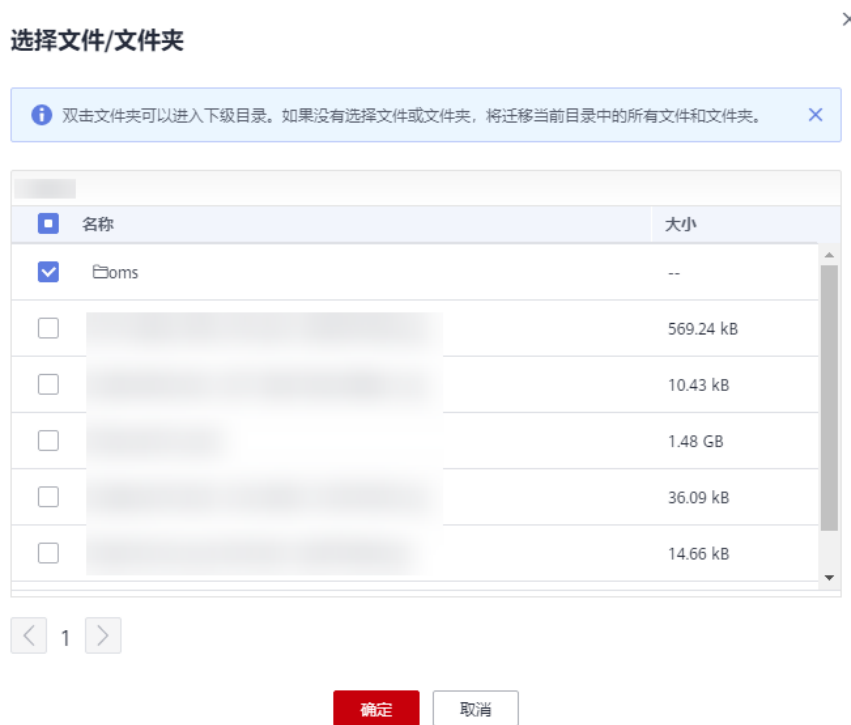 选择文件/文件夹
双击文件夹可以进入下级目录。如果没有选择文件或文件夹，将迁移当前目录中的所有文件和文件夹。
名称 大小
oms --
569.24 kB
10.43 kB
1.48 GB
36.09 kB
14.66 kB
1
确定 取消